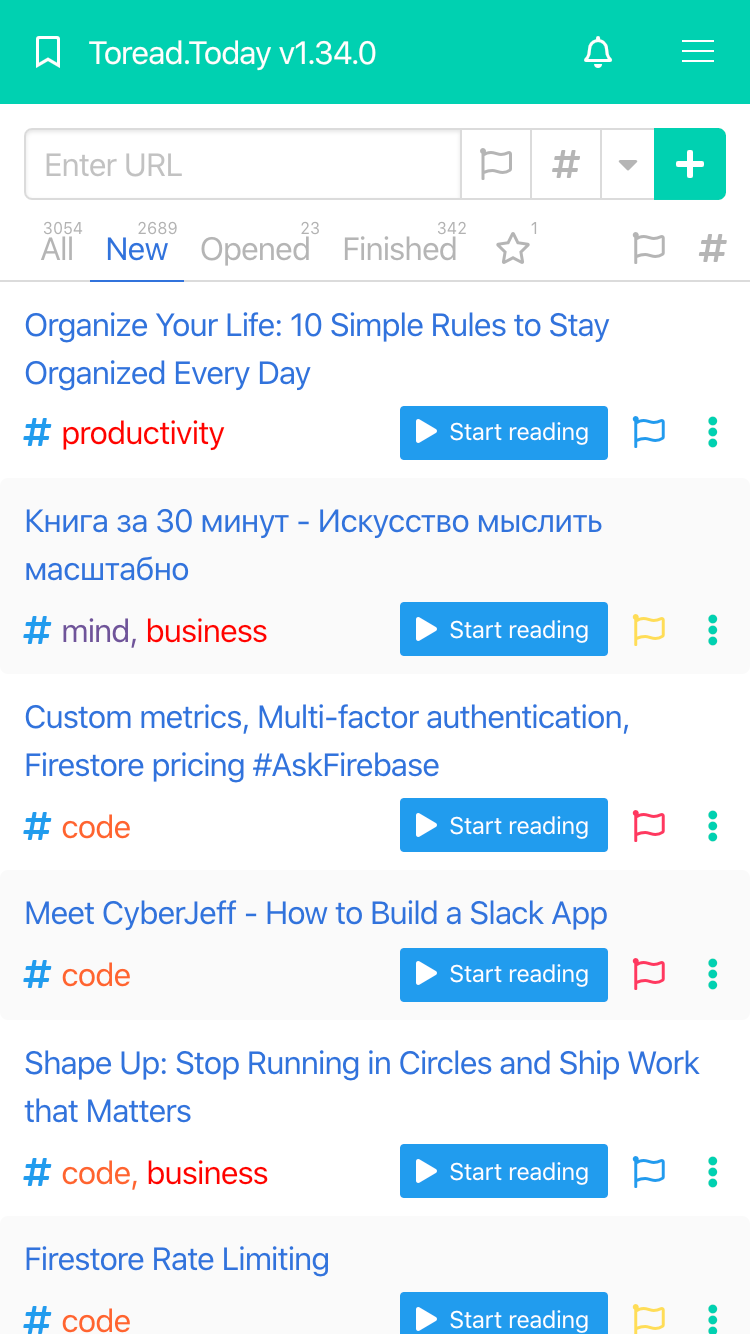 Toread.Today v1.34.0
Enter URL
#
All 3054 New 2689 Opened 23 Finished 342 1 #
Organize Your Life: 10 Simple Rules to Stay
Organized Every Day
# productivity Start reading
Книга за 30 минут - Искусство мыслить
масштабно
# mind, business Start reading
Custom metrics, Multi-factor authentication,
Firestore pricing #AskFirebase
# code Start reading
Meet CyberJeff - How to Build a Slack App
# code Start reading
Shape Up: Stop Running in Circles and Ship Work
that Matters
# code, business Start reading
Firestore Rate Limiting
# code Start reading